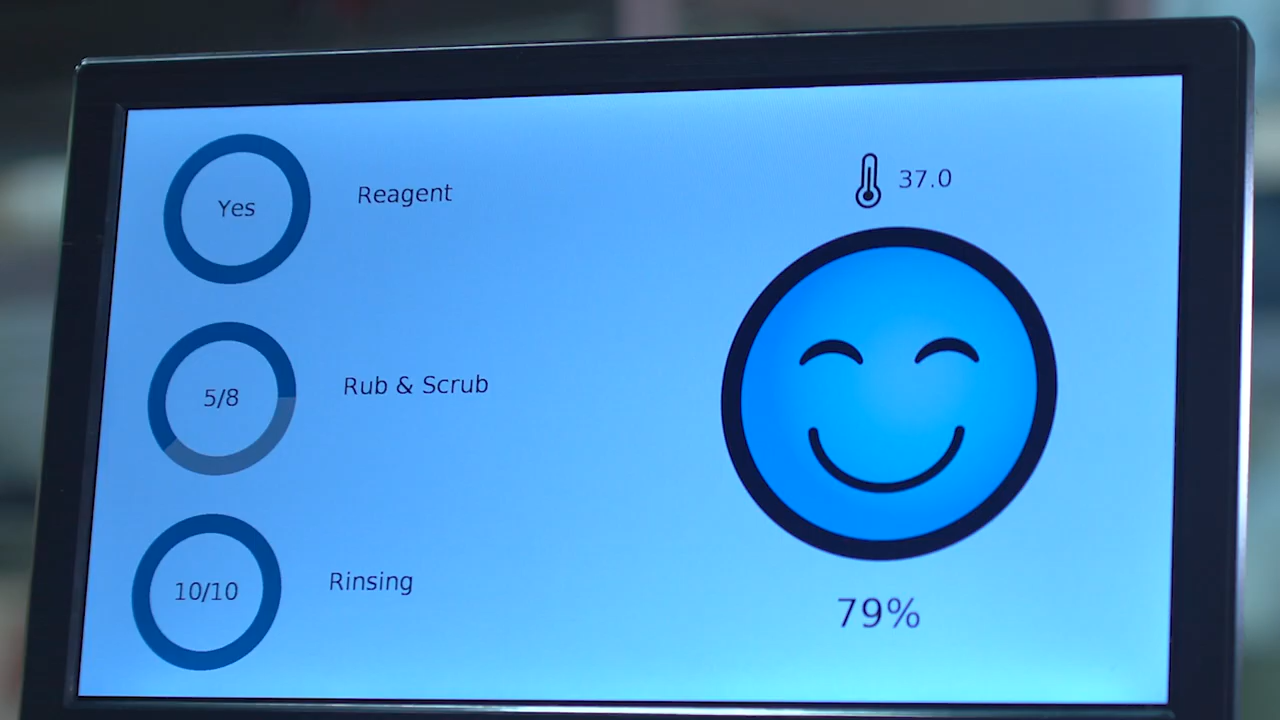 Yes
Reagent
5/8
Rub & Scrub
10/10
Rinsing
37.0
79%